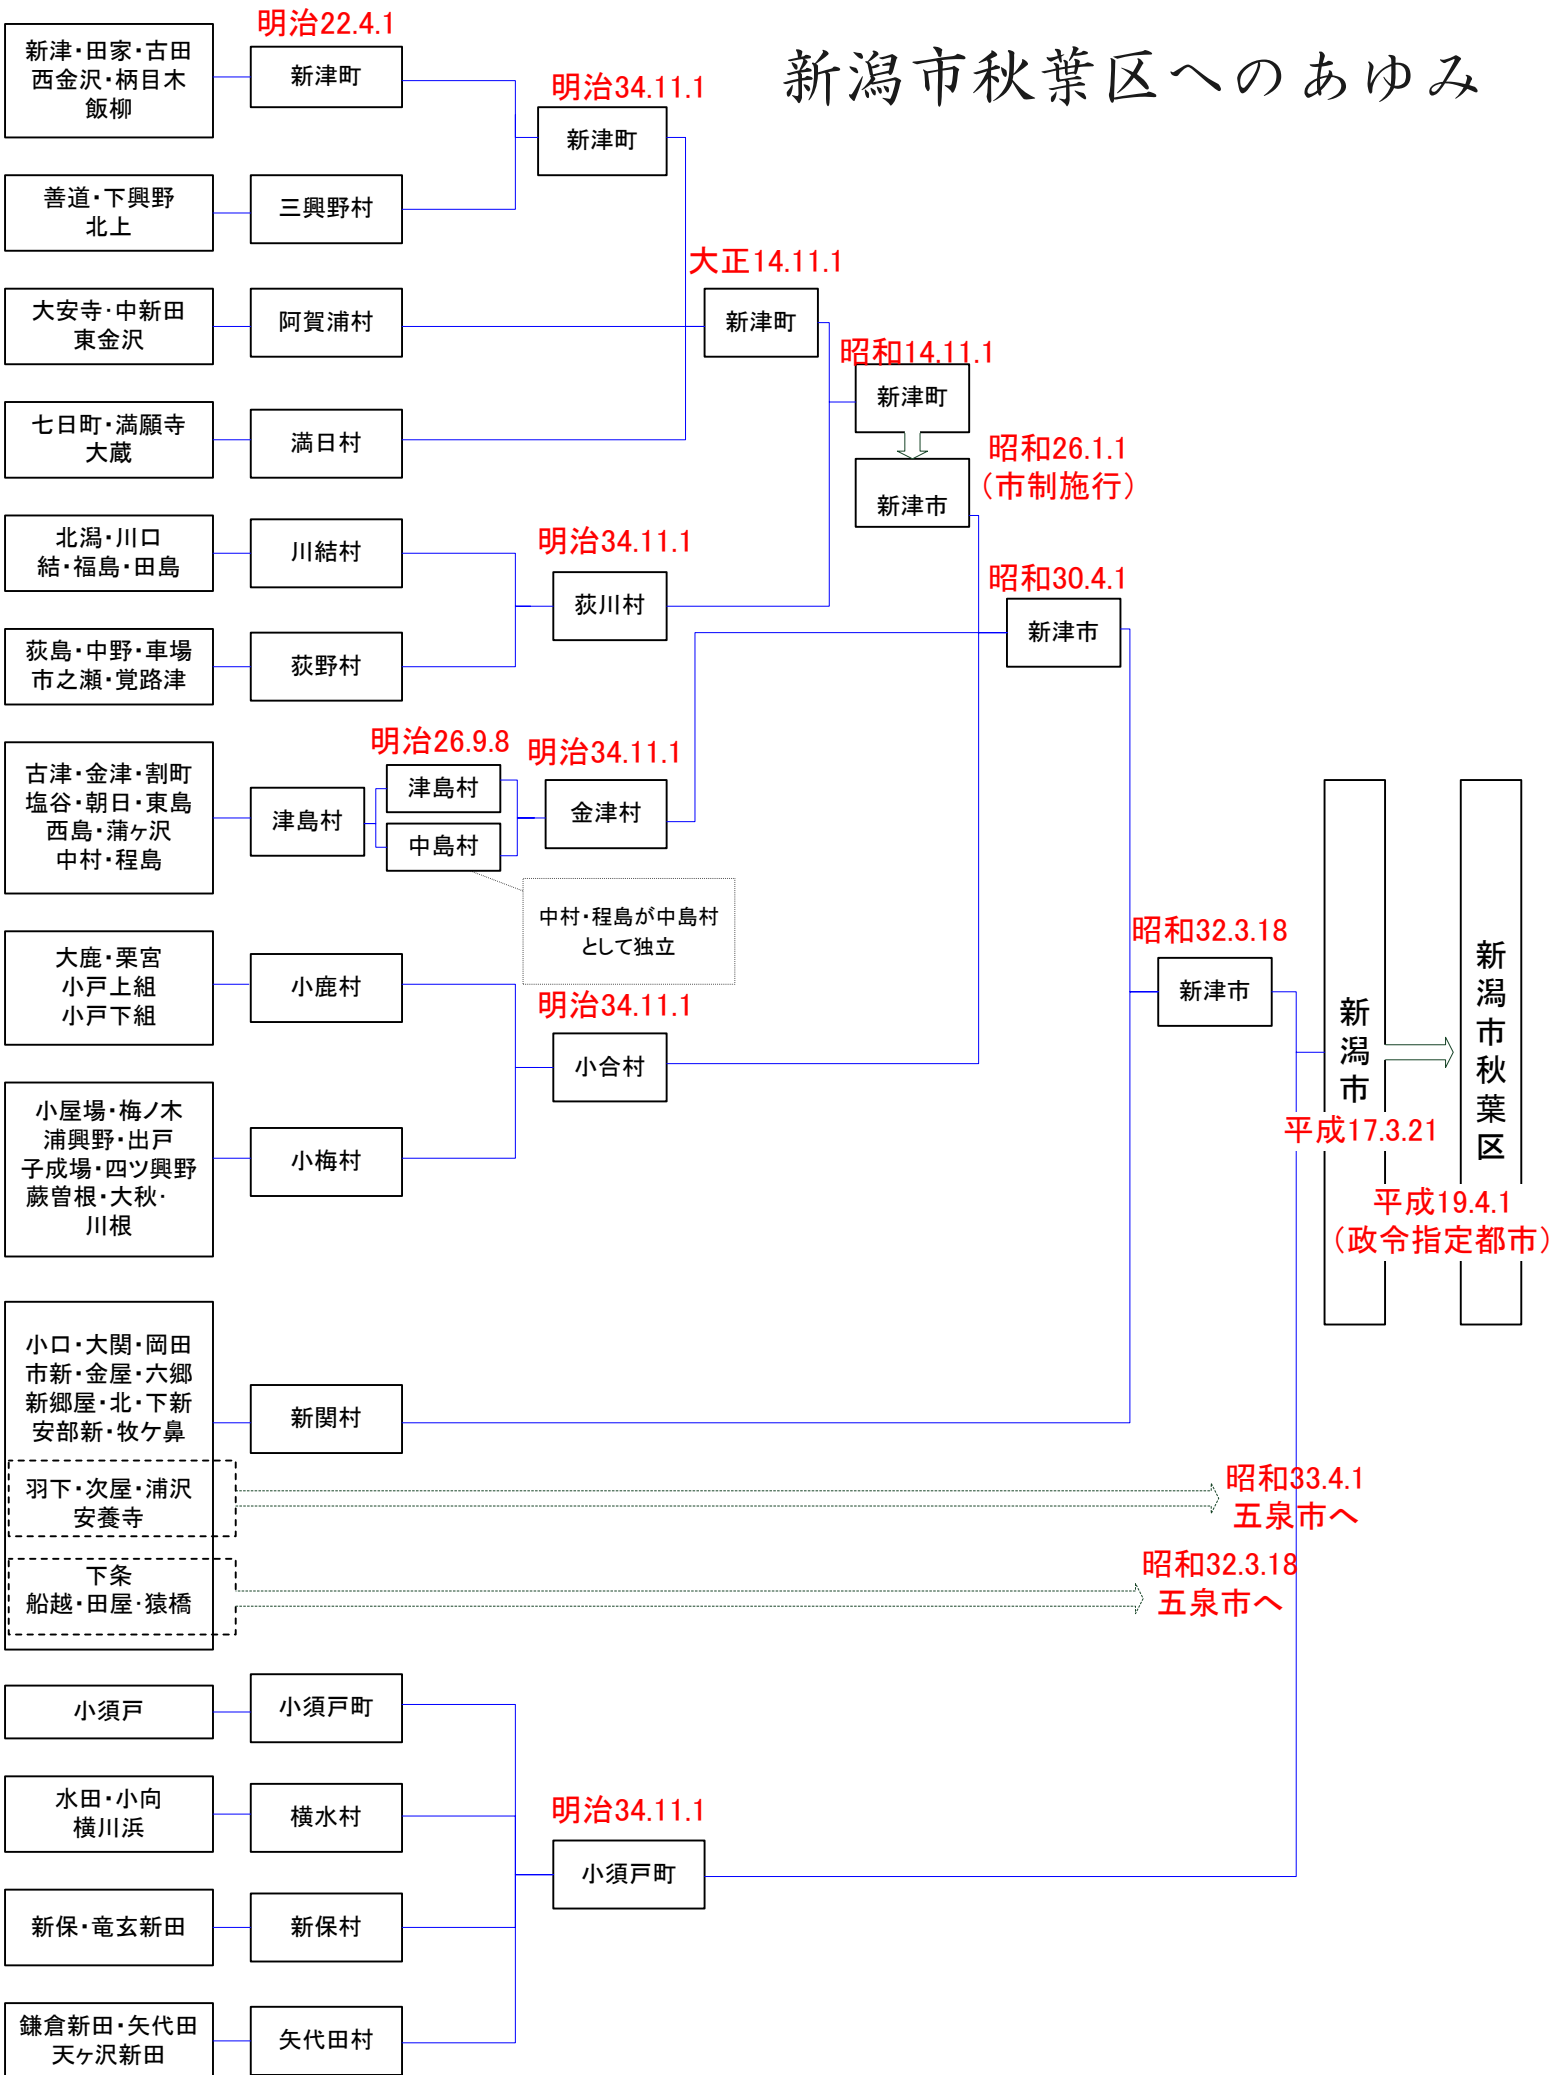 新潟市秋葉区へのあゆみ
明治22.4.1
新津・田家・古田
西金沢・柄目木
飯柳
新津町
明治34.11.1
新津町
善道・下興野
北上
三興野村
大正14.11.1
大安寺・中新田
東金沢
阿賀浦村
新津町
昭和14.11.1
新津町
七日町・満願寺
大蔵
満日村
昭和26.1.1
(市制施行)
新津市
北潟・川口
結・福島・田島
川結村
明治34.11.1
荻川村
昭和30.4.1
新津市
荻島・中野・車場
市之瀬・覚路津
荻野村
明治26.9.8
明治34.11.1
古津・金津・割町
塩谷・朝日・東島
西島・蒲ヶ沢
中村・程島
津島村
津島村
中島村
金津村
中村・程島が中島村
として独立
昭和32.3.18
新津市
大鹿・栗宮
小戸上組
小戸下組
小鹿村
明治34.11.1
小合村
新潟市
新潟市秋葉区
平成17.3.21
平成19.4.1
(政令指定都市)
小屋場・梅ノ木
浦興野・出戸
子成場・四ツ興野
蕨曽根・大秋・
川根
小梅村
小口・大関・岡田
市新・金屋・六郷
新郷屋・北・下新
安部新・牧ケ鼻
新関村
羽下・次屋・浦沢
安養寺
昭和33.4.1
五泉市へ
下条
船越・田屋・猿橋
昭和32.3.18
五泉市へ
小須戸
小須戸町
水田・小向
横川浜
横水村
明治34.11.1
小須戸町
新保・竜玄新田
新保村
鎌倉新田・矢代田
天ヶ沢新田
矢代田村